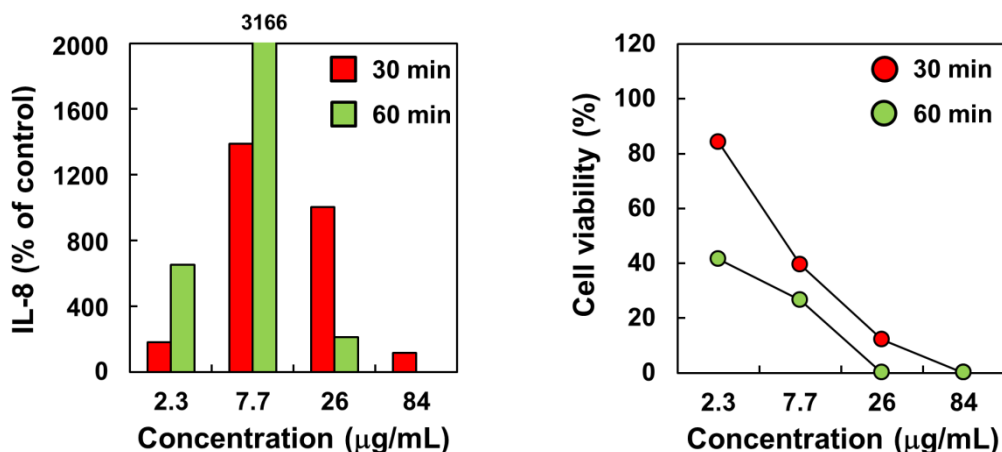 3166
2000
1600
1200
800
400
0
IL-8 (% of control)
30 min
60 min
2.3 7.7 26 84
Concentration (μg/mL)
120
100
80
60
40
20
0
Cell viability (%)
30 min
60 min
2.3 7.7 26 84
Concentration (μg/mL)